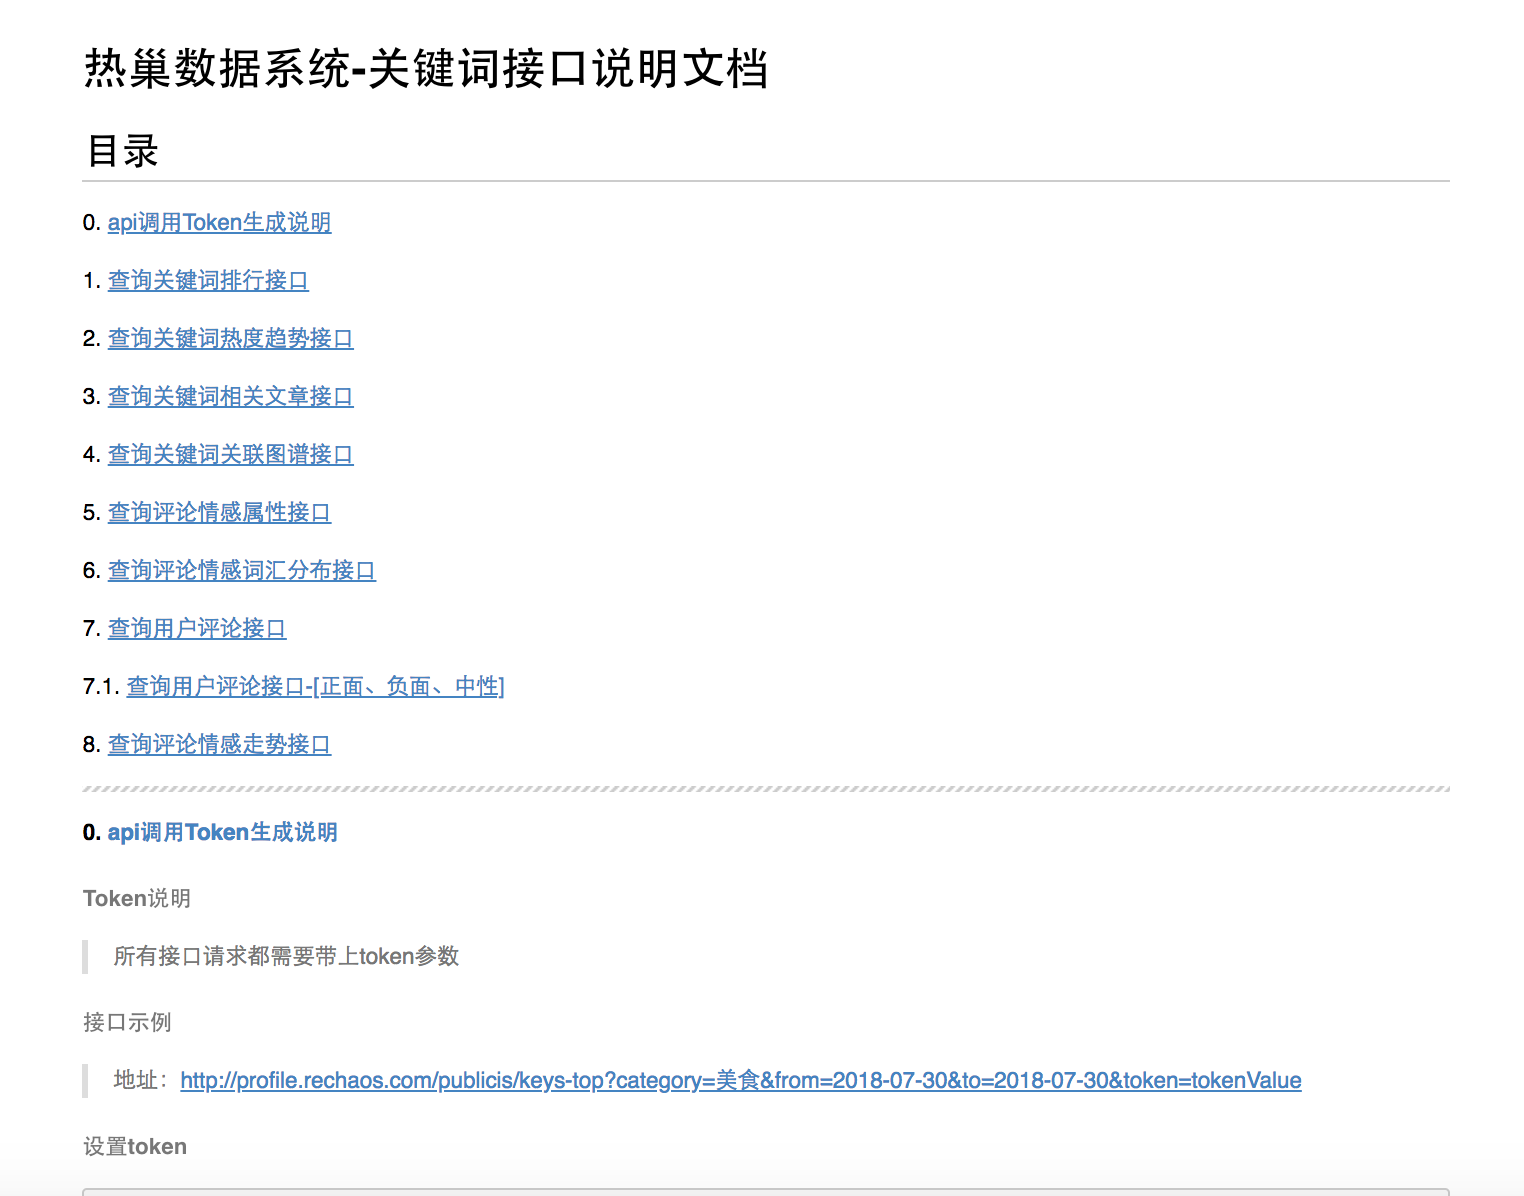 热巢数据系统-关键词接口说明文档
目录
0. api调用Token生成说明
1. 查询关键词排行接口
2. 查询关键词热度趋势接口
3. 查询关键词相关文章接口
4. 查询关键词关联图谱接口
5. 查询评论情感属性接口
6. 查询评论情感词汇分布接口
7. 查询用户评论接口
7.1. 查询用户评论接口-[正面、负面、中性]
8. 查询评论情感走势接口
0. api调用Token生成说明
Token说明
所有接口请求都需要带上token参数
接口示例
地址：http://profile.rechaos.com/publicis/keys-top?category=美食&from=2018-07-30&to=2018-07-30&token=tokenValue
设置token